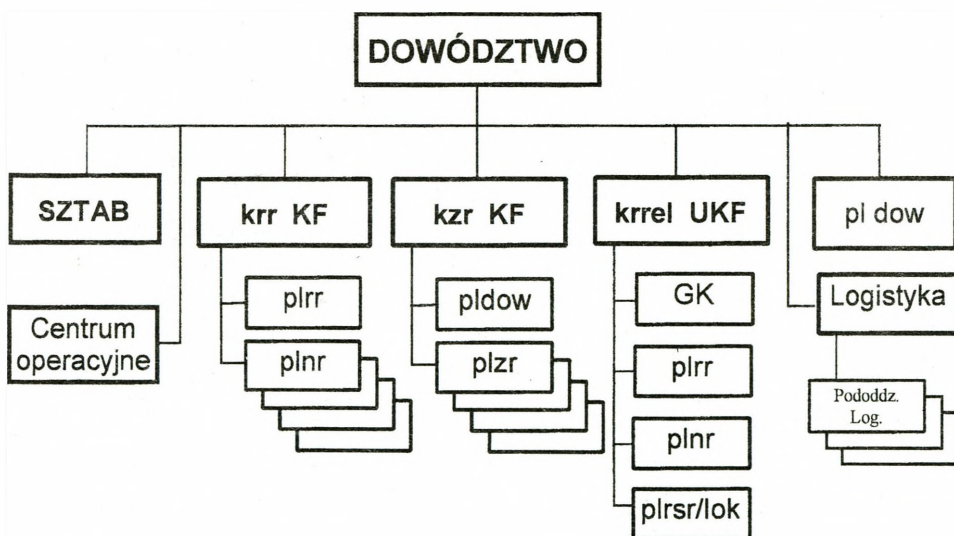 DOWÓDZTWO
SZTAB
krr KF
kzr KF
krrel UKF
pl dow
Centrum
operacyjne
plrr
plnr
pldow
plzr
GK
plrr
plnr
plrsr/lok
Logistyka
Pododdz.
Log.